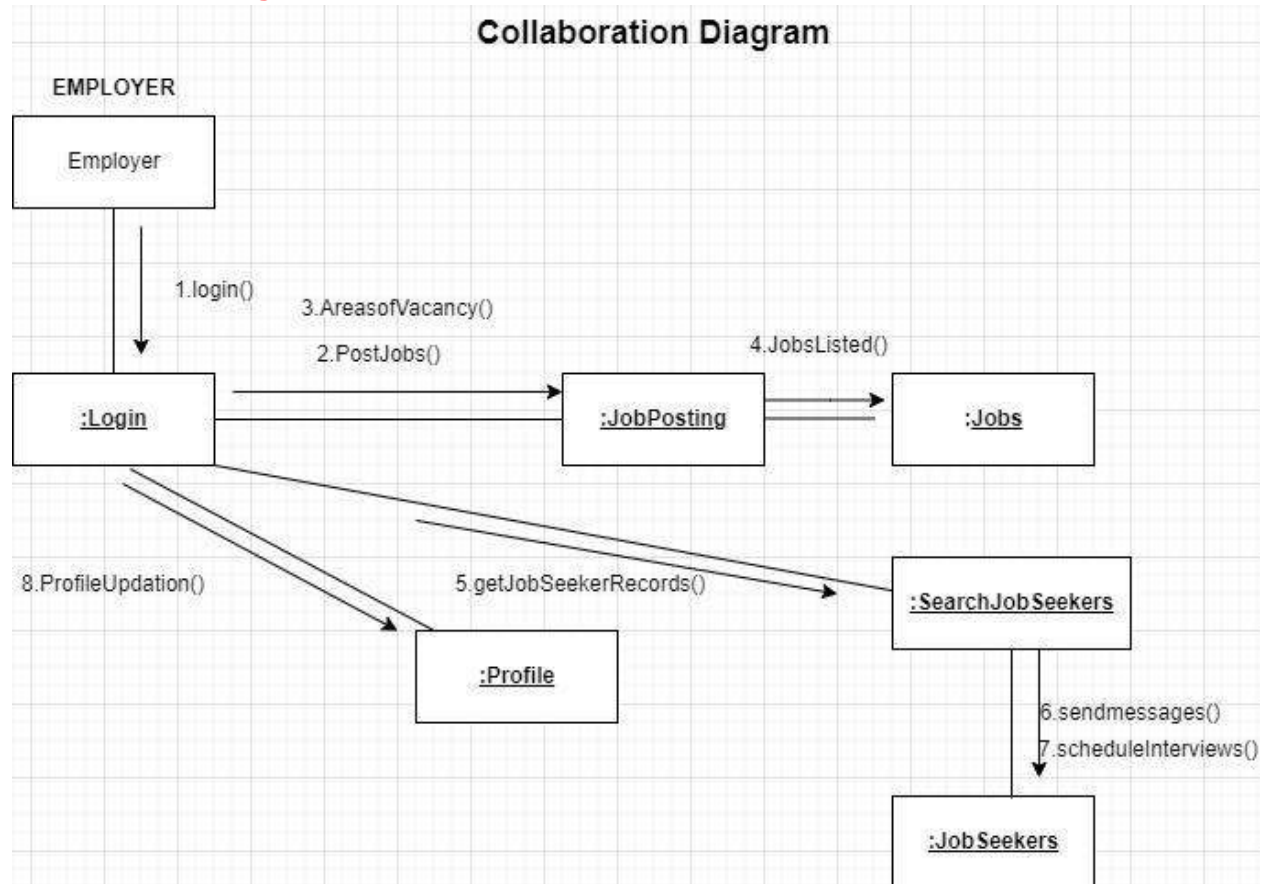 Collaboration Diagram
EMPLOYER
Employer
1.login()
3.AreasofVacancy()
2.PostJobs()
4.JobsListed()
:Login
:JobPosting
:Jobs
8.ProfileUpdation()
5.getJobSeekerRecords()
:SearchJobSeekers
:Profile
6.sendmessages()
7.scheduleInterviews()
:JobSeekers